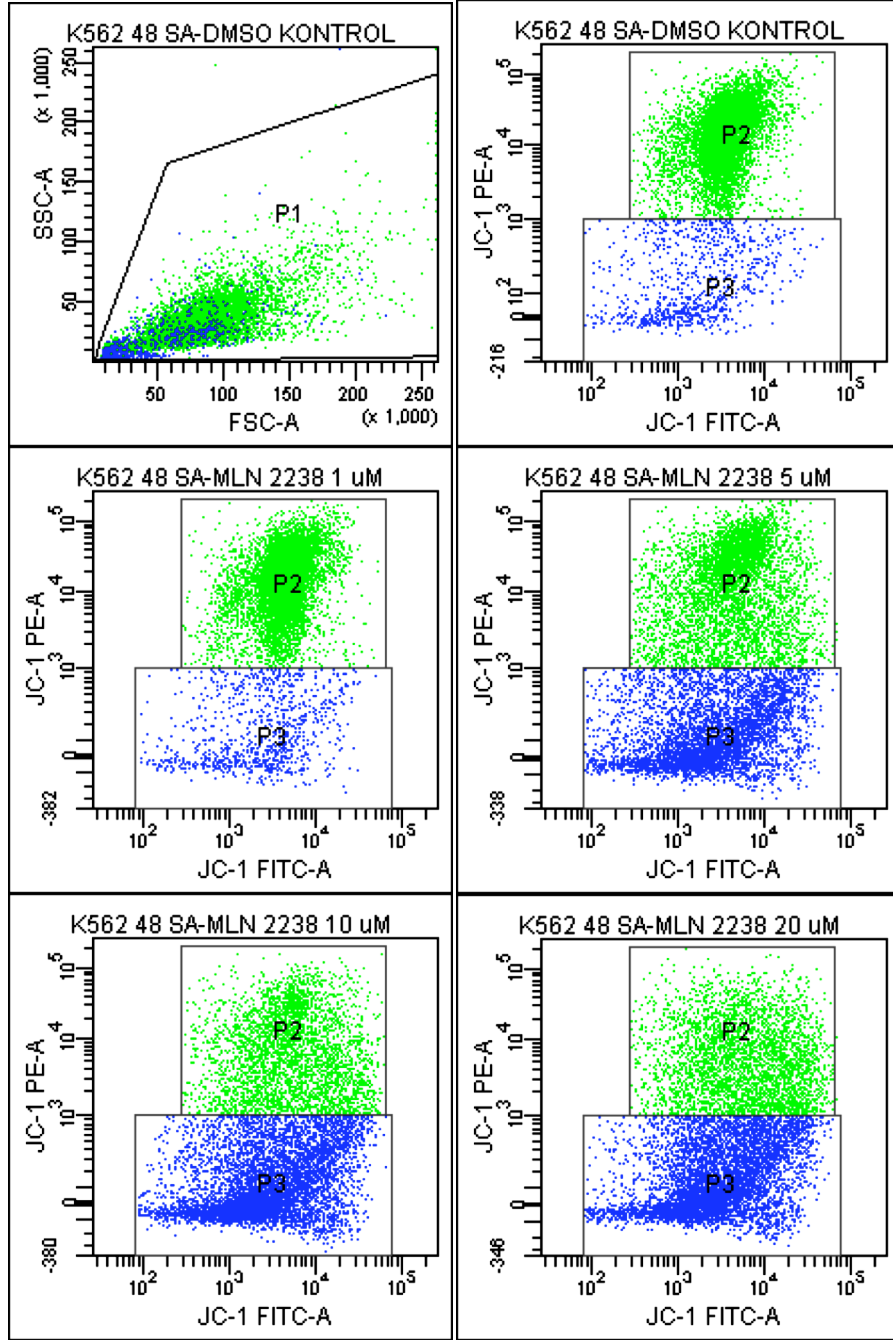 K562 48 SA-DMSO KONTROL
(x 1,000)
250
200
150
100
50
SSC-A
P1
50 100 150 200 250
FSC-A
(x 1,000)
K562 48 SA-DMSO KONTROL
JC-1 PE-A
10^5
10^4
10^3
10^2
0
-216
P2
P3
10^2 10^3 10^4 10^5
JC-1 FITC-A
K562 48 SA-MLN 2238 1 uM
JC-1 PE-A
10^5
10^4
10^3
0
-382
P2
P3
10^2 10^3 10^4 10^5
JC-1 FITC-A
K562 48 SA-MLN 2238 5 uM
JC-1 PE-A
10^5
10^4
10^3
0
-338
P2
P3
10^2 10^3 10^4 10^5
JC-1 FITC-A
K562 48 SA-MLN 2238 10 uM
JC-1 PE-A
10^5
10^4
10^3
0
-380
P2
P3
10^2 10^3 10^4 10^5
JC-1 FITC-A
K562 48 SA-MLN 2238 20 uM
JC-1 PE-A
10^5
10^4
10^3
0
-346
P2
P3
10^2 10^3 10^4 10^5
JC-1 FITC-A